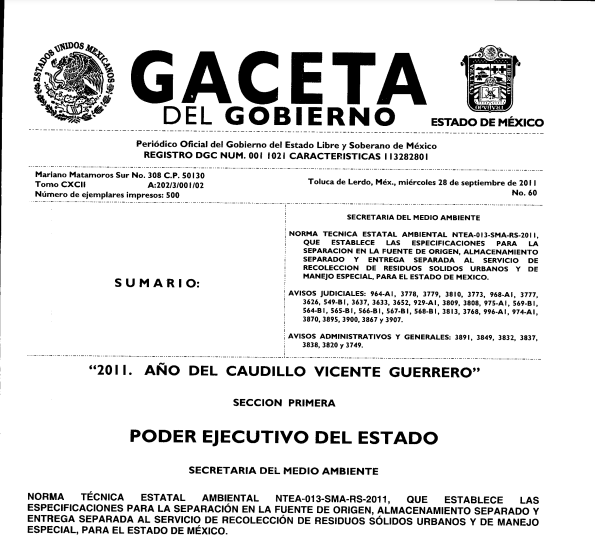 ESTADOS UNIDOS MEXICANOS
GACETA
DEL GOBIERNO
ESTADO DE MÉXICO
Periódico Oficial del Gobierno del Estado Libre y Soberano de México
REGISTRO DGC NUM. 001 1021 CARACTERISTICAS 113282801
Mariano Matamoros Sur No. 308 C.P. 50130
Tomo CXCII A:202/3/001/02
Número de ejemplares impresos: 500
Toluca de Lerdo, Méx., miércoles 28 de septiembre de 2011
No. 60
SUMARIO:
SECRETARIA DEL MEDIO AMBIENTE
NORMA TECNICA ESTATAL AMBIENTAL NTEA-013-SMA-RS-2011,
QUE ESTABLECE LAS ESPECIFICACIONES PARA LA
SEPARACION EN LA FUENTE DE ORIGEN, ALMACENAMIENTO
SEPARADO Y ENTREGA SEPARADA AL SERVICIO DE
RECOLECCION DE RESIDUOS SOLIDOS URBANOS Y DE
MANEJO ESPECIAL, PARA EL ESTADO DE MEXICO.
AVISOS JUDICIALES: 964-A1, 3778, 3779, 3810, 3773, 968-A1, 3777,
3626, 549-B1, 3637, 3633, 3652, 929-A1, 3809, 3808, 975-A1, 569-B1,
564-B1, 565-B1, 566-B1, 567-B1, 568-B1, 3813, 3768, 996-A1, 974-A1,
3870, 3895, 3900, 3867 y 3907.
AVISOS ADMINISTRATIVOS Y GENERALES: 3891, 3849, 3832, 3837,
3838, 3820 y 3749.
“2011. AÑO DEL CAUDILLO VICENTE GUERRERO”
SECCION PRIMERA
PODER EJECUTIVO DEL ESTADO
SECRETARIA DEL MEDIO AMBIENTE
NORMA TÉCNICA ESTATAL AMBIENTAL NTEA-013-SMA-RS-2011, QUE ESTABLECE LAS
ESPECIFICACIONES PARA LA SEPARACIÓN EN LA FUENTE DE ORIGEN, ALMACENAMIENTO SEPARADO Y
ENTREGA SEPARADA AL SERVICIO DE RECOLECCIÓN DE RESIDUOS SÓLIDOS URBANOS Y DE MANEJO
ESPECIAL, PARA EL ESTADO DE MÉXICO.